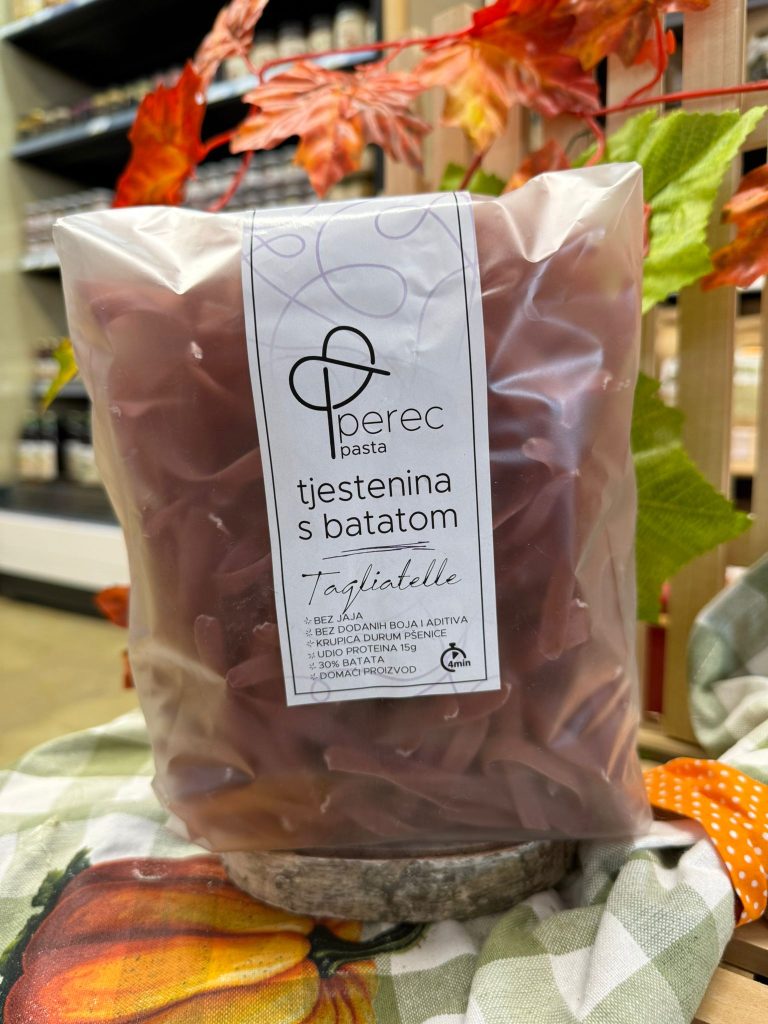 perec
pasta
tjestenina
s batatom
Tagliatelle
BEZ JAJA
BEZ DODANIH BOJA I ADITIVA
KRUPICA DURUM PŠENICE
UDIO PROTEINA 15g
30% BATATA
DOMAĆI PROIZVOD
4min